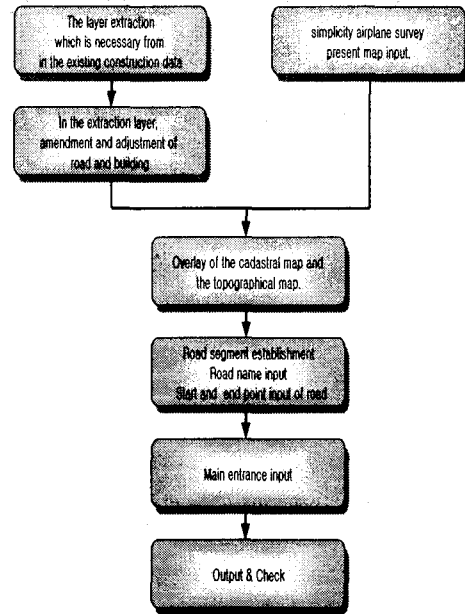 The layer extraction
which is necessary from
in the existing construction data
simplicity airplane survey
present map input.
In the extraction layer,
amendment and adjustment of
road and building
Overlay of the cadastral map and
the topographical map.
Road segment establishment
Road name input
Start and end point input of road
Main entrance input
Output & Check